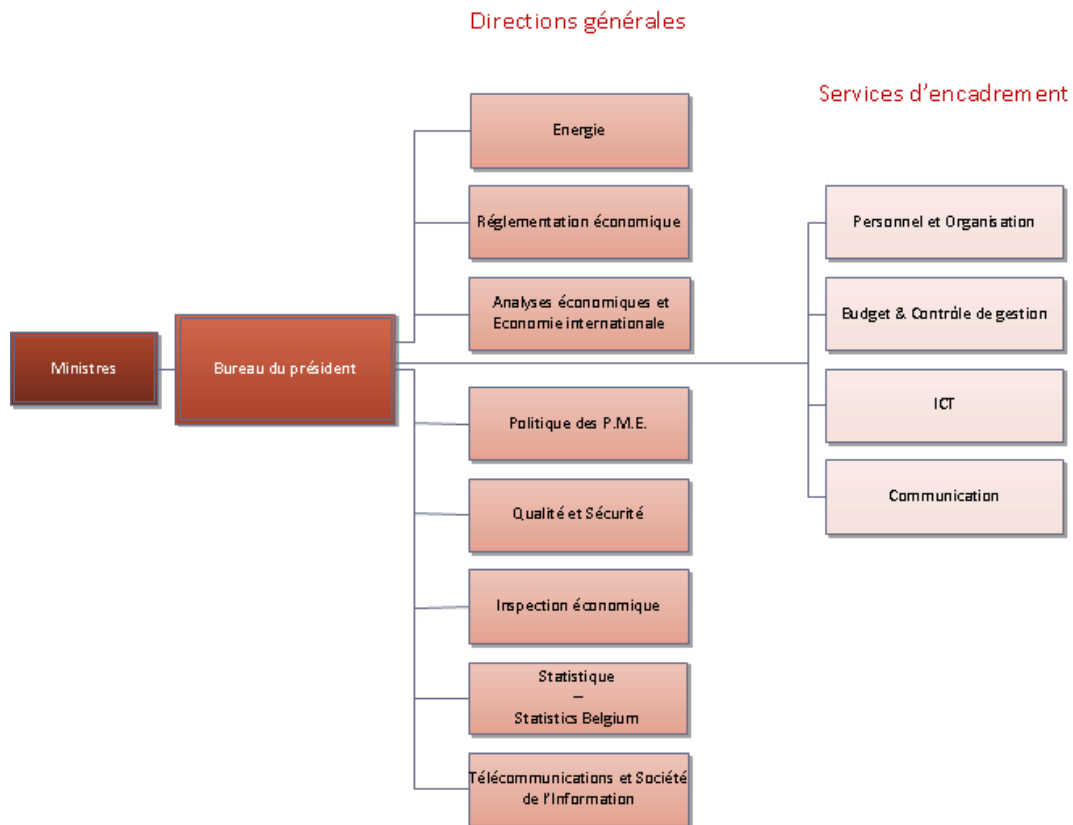 Directions générales
Services d'encadrement
Energie
Réglementation économique
Personnel et Organisation
Analyses économiques et
Economie internationale
Budget & Contrôle de gestion
Ministres
Bureau du président
Politique des P.M.E.
ICT
Qualité et Sécurité
Communication
Inspection économique
Statistique
–
Statistics Belgium
Télécommunications et Société
de l'Information